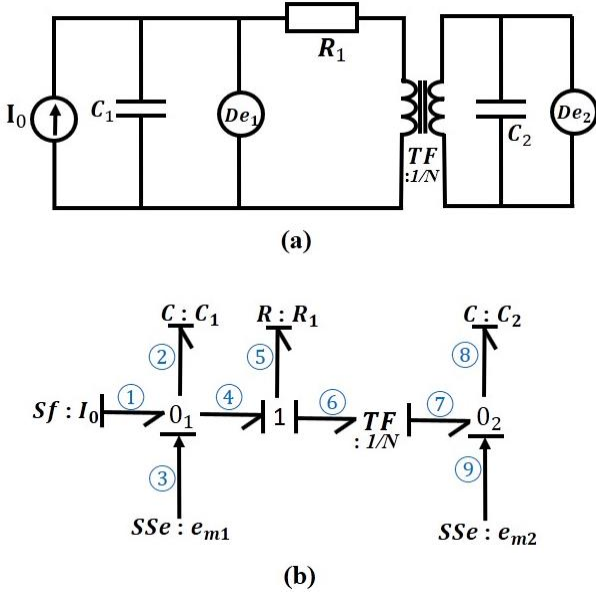 R₁
I₀
C₁
De₁
C₂
De₂
TF
:1/N
(a)
C : C₁
R : R₁
C : C₂
② ⑤ ⑧
① ④ ⑥ ⑦
Sf : I₀ 0₁ 1 TF 0₂
: 1/N
③ ⑨
SSe : eₘ₁
SSe : eₘ₂
(b)